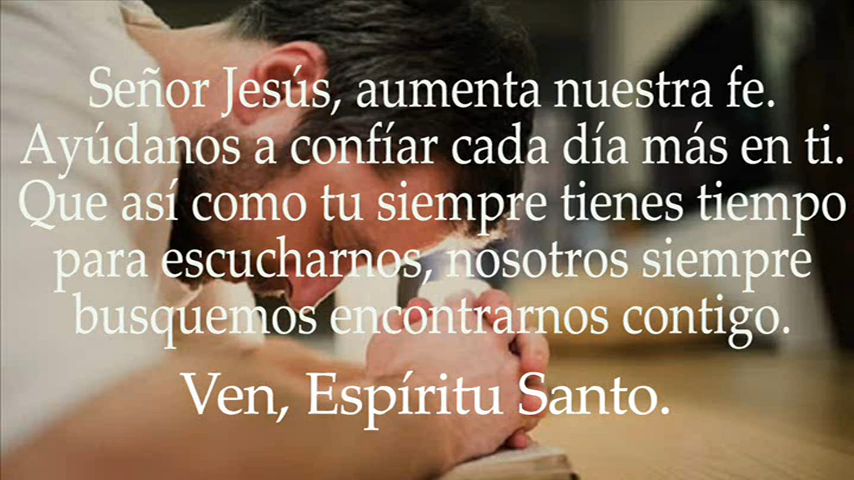 Señor Jesús, aumenta nuestra fe.
Ayúdanos a confíar cada día más en ti.
Que así como tu siempre tienes tiempo
para escucharnos, nosotros siempre
busquemos encontrarnos contigo.
Ven, Espíritu Santo.